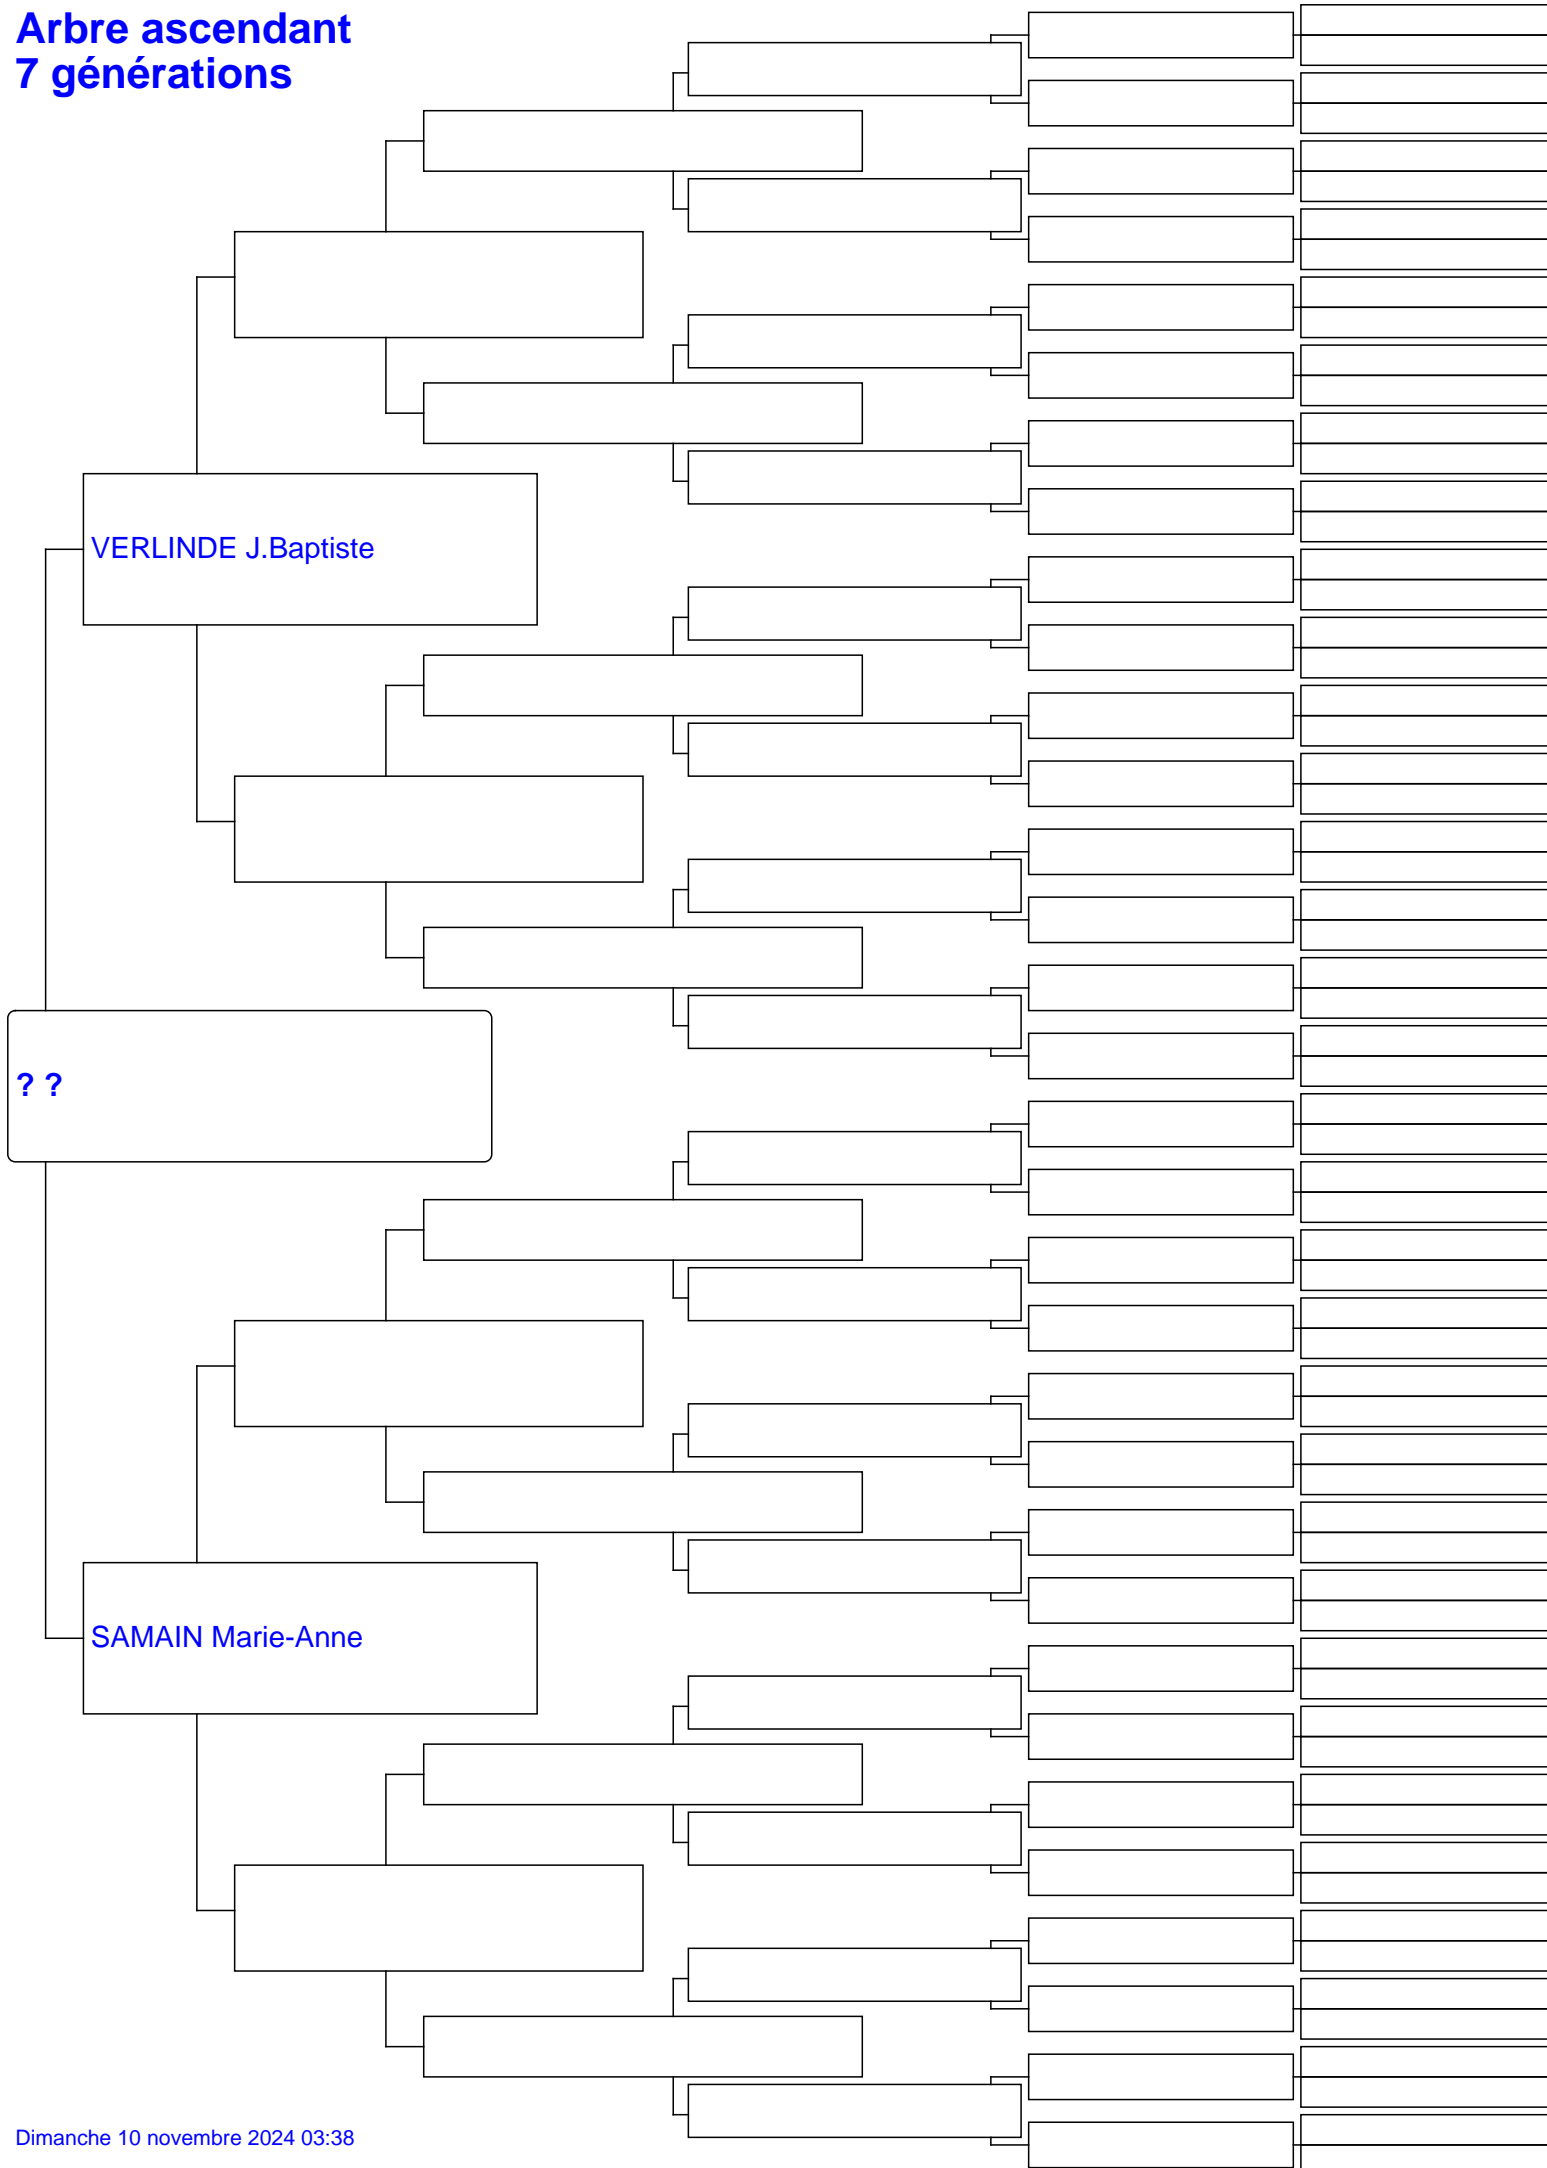 Arbre ascendant
7 générations
VERLINDE J.Baptiste
? ?
SAMAIN Marie-Anne
Dimanche 10 novembre 2024 03:38